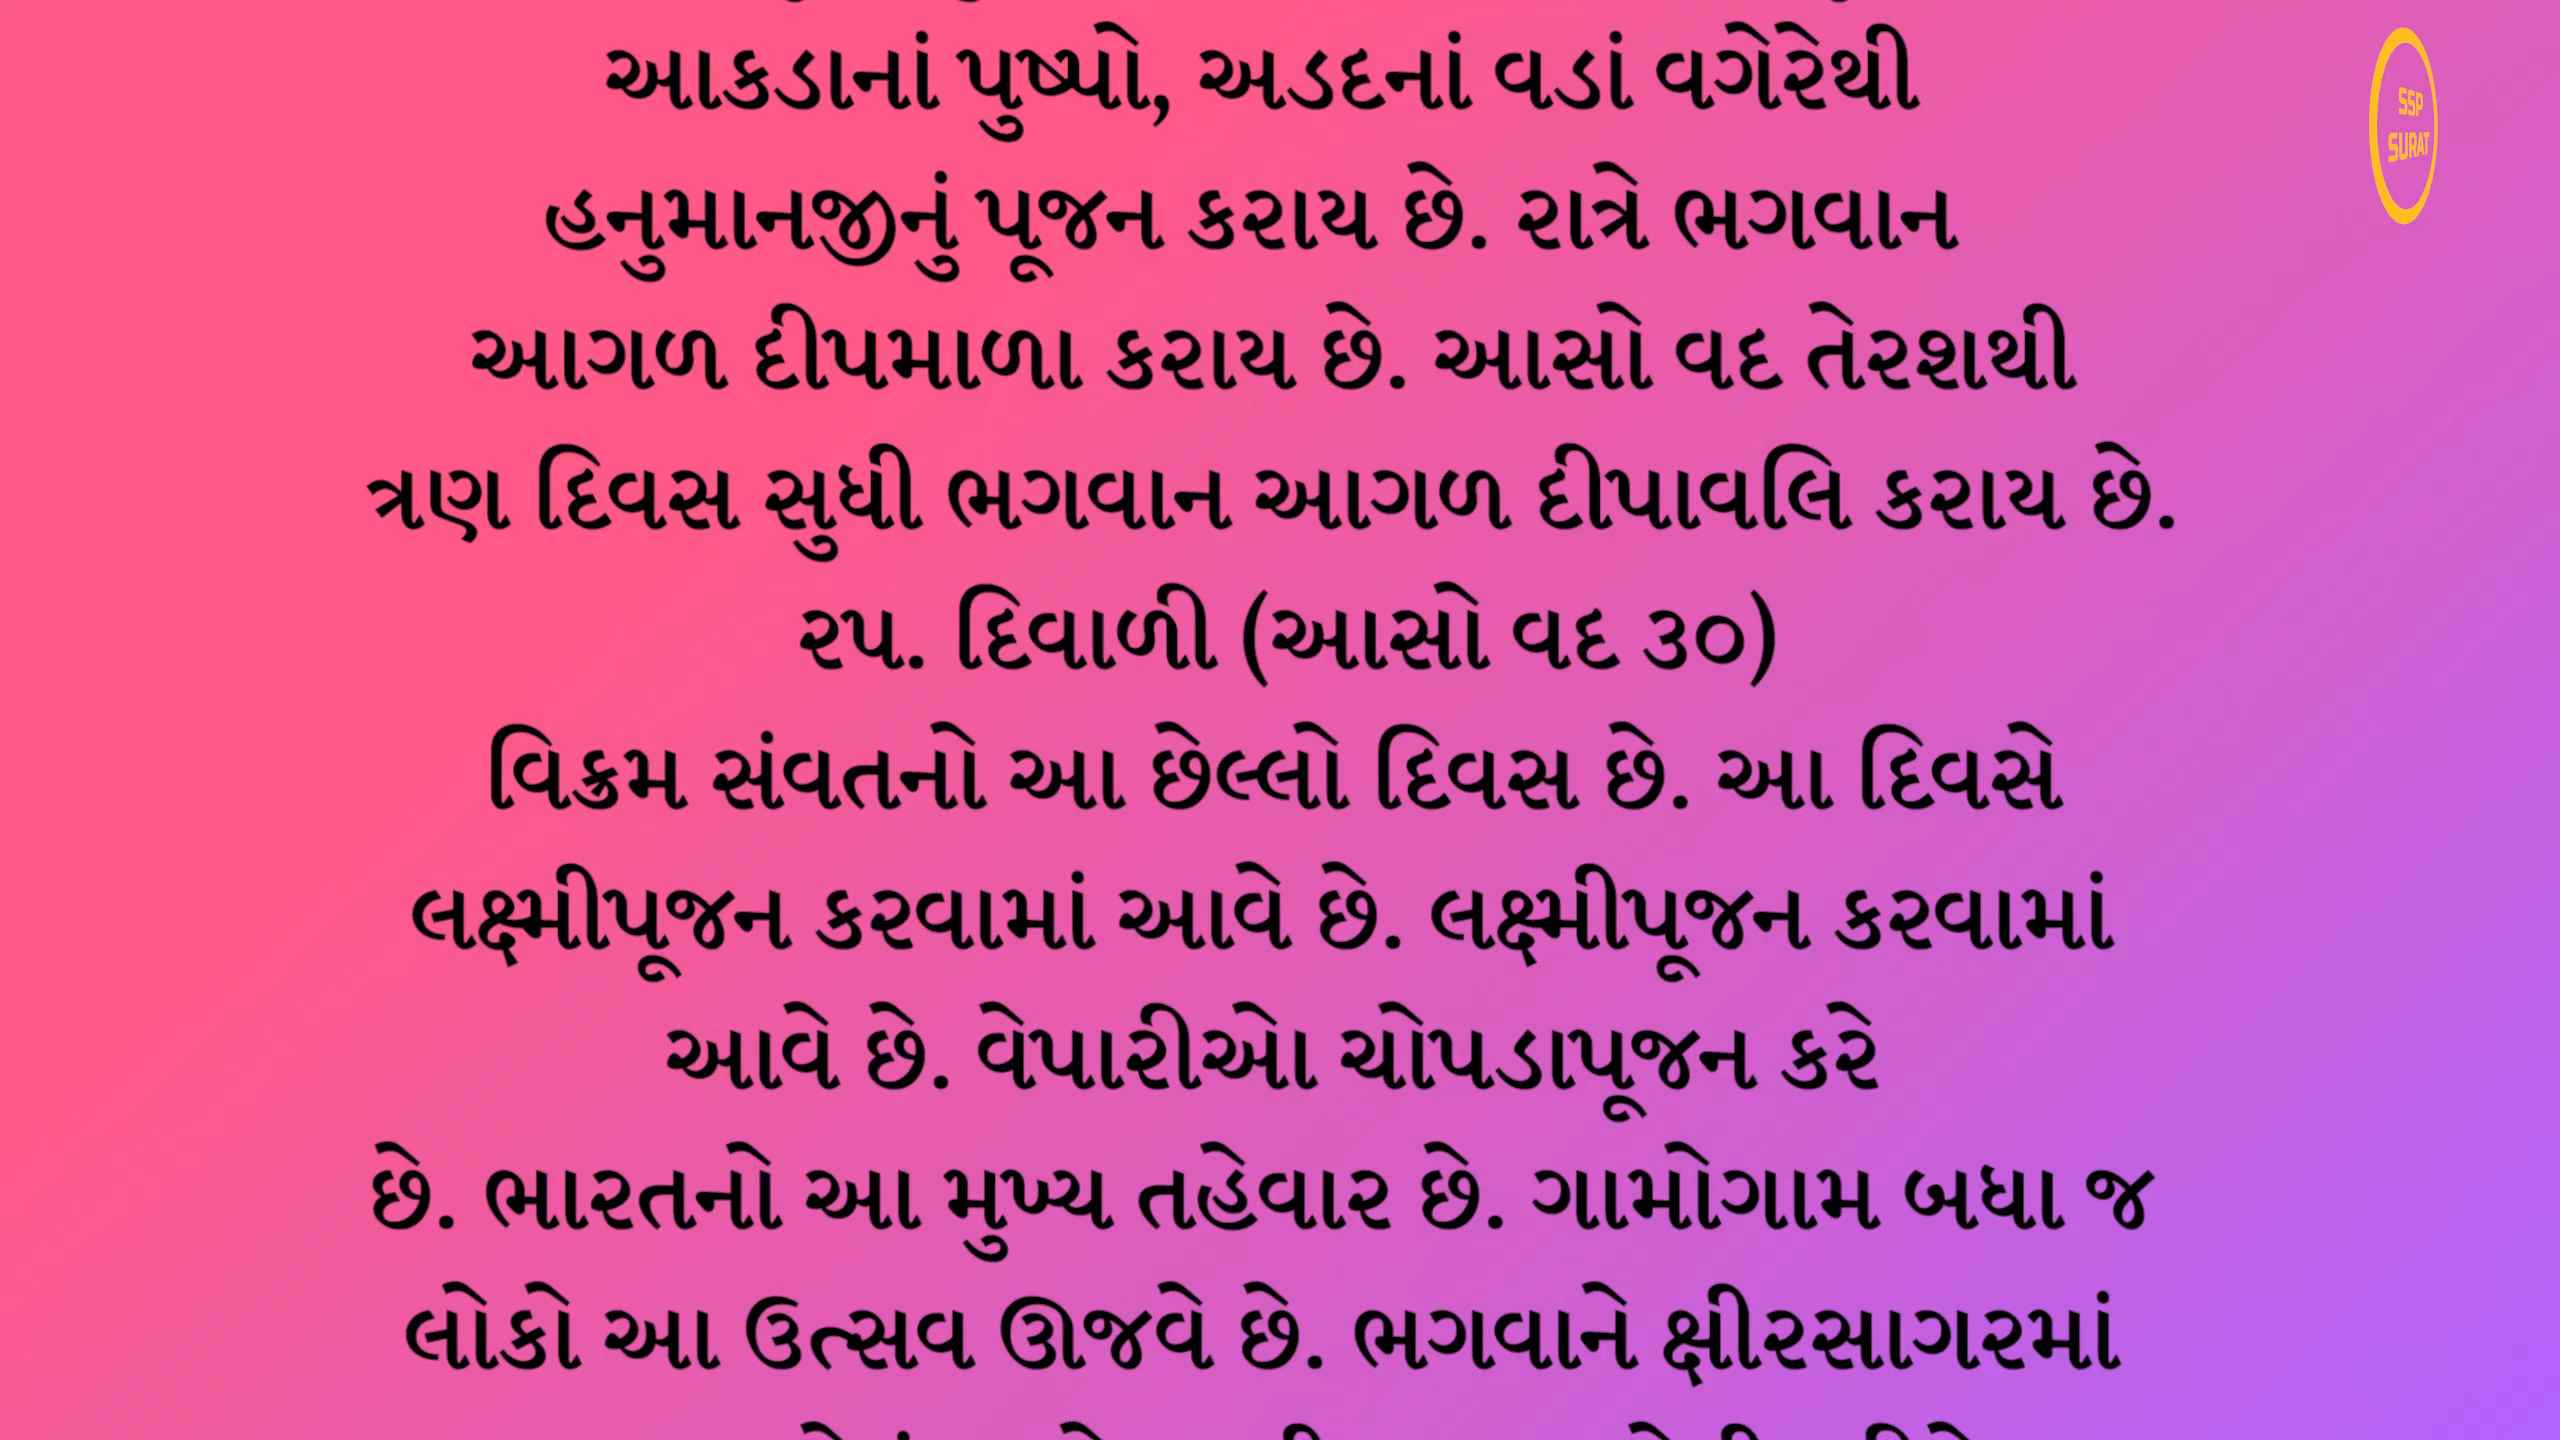 આકડાનાં પુષ્પો, અડદનાં વડાં વગેરેથી
હનુમાનજીનું પૂજન કરાય છે. રાત્રે ભગવાન
આગળ દીપમાળા કરાય છે. આસો વદ તેરશથી
ત્રણ દિવસ સુધી ભગવાન આગળ દીપાવલિ કરાય છે.
૨૫. દિવાળી (આસો વદ ૩૦)
વિક્રમ સંવતનો આ છેલ્લો દિવસ છે. આ દિવસે
લક્ષ્મીપૂજન કરવામાં આવે છે. લક્ષ્મીપૂજન કરવામાં
આવે છે. વેપારીઓ ચોપડાપૂજન કરે
છે. ભારતનો આ મુખ્ય તહેવાર છે. ગામોગામ બધા જ
લોકો આ ઉત્સવ ઊજવે છે. ભગવાને ક્ષીરસાગરમાં
SSP
SURAT